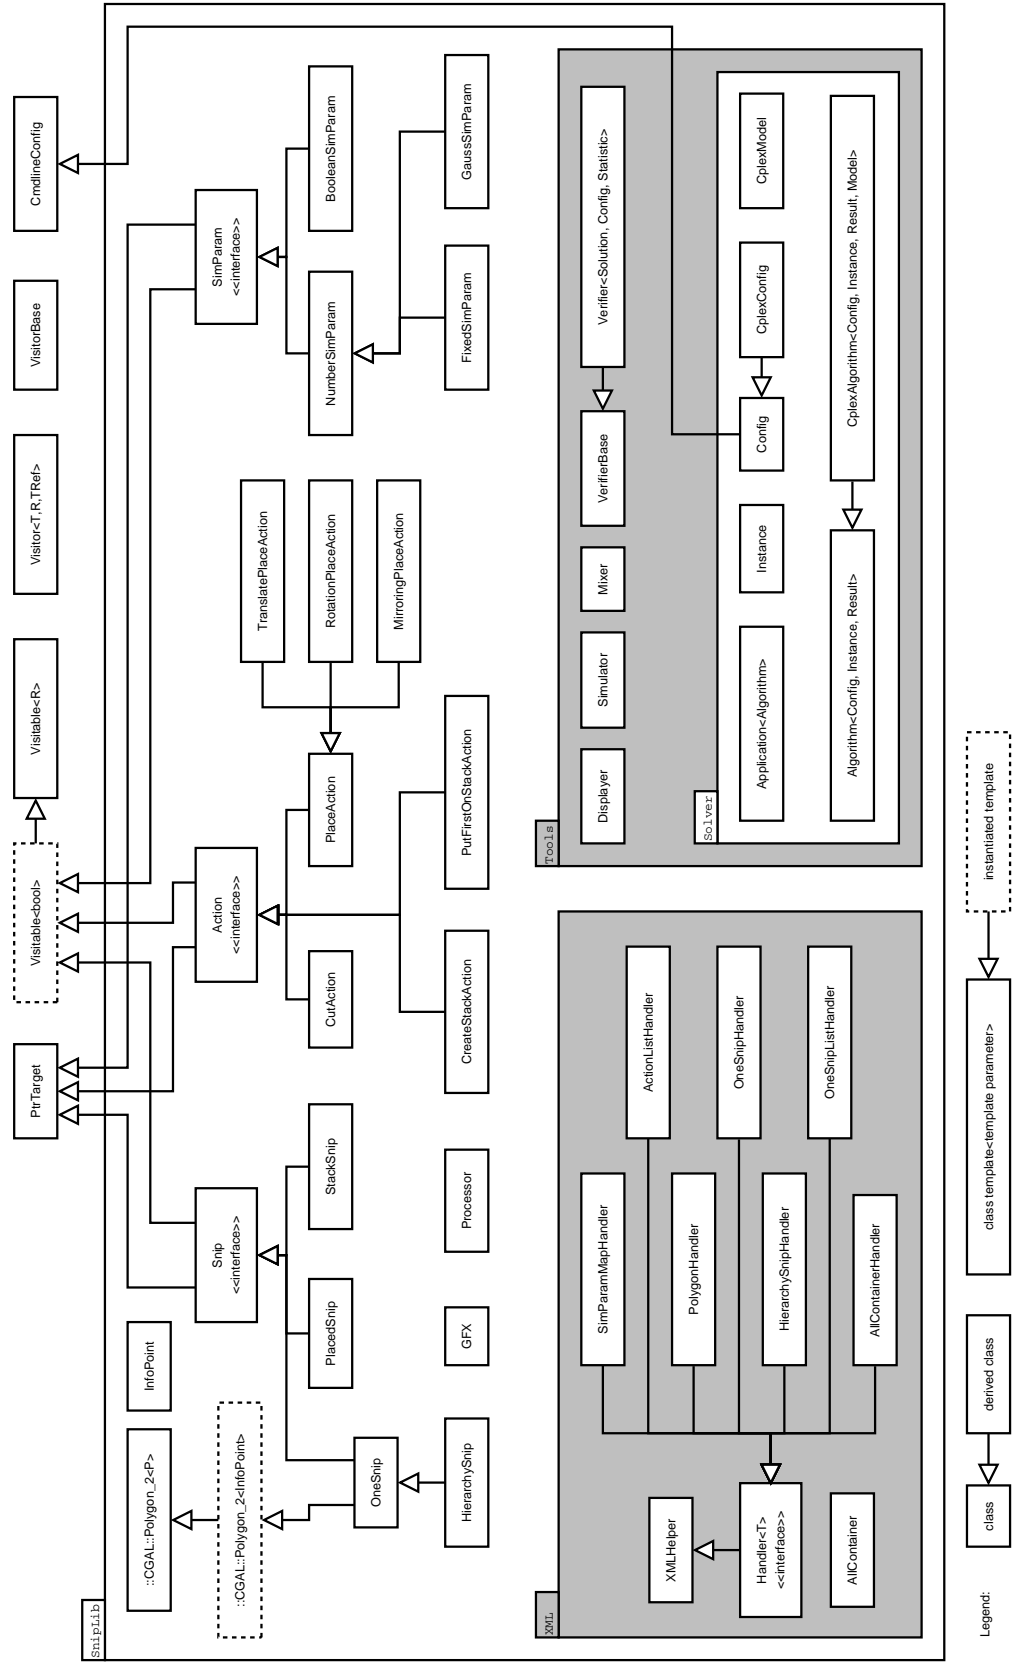 PtrTarget
Visitable<bool>
Visitable<R>
Visitor<T,R,TRef>
VisitorBase
CmdlineConfig
SnipLib
::CGAL::Polygon_2<P>
InfoPoint
::CGAL::Polygon_2<InfoPoint>
Snip
<<interface>>
Action
<<interface>>
SimParam
<<interface>>
TranslatePlaceAction
PlacedSnip
StackSnip
CutAction
PlaceAction
RotationPlaceAction
NumberSimParam
BooleanSimParam
OneSnip
MirroringPlaceAction
HierarchySnip
GFX
Processor
CreateStackAction
PutFirstOnStackAction
FixedSimParam
GaussSimParam
XML
SimParamMapHandler
ActionListHandler
XMLHelper
PolygonHandler
OneSnipHandler
Handler<T>
<<interface>>
HierarchySnipHandler
OneSnipListHandler
AllContainer
AllContainerHandler
Tools
Displayer
Simulator
Mixer
VerifierBase
Verifier<Solution, Config, Statistic>
Solver
Application<Algorithm>
Instance
Config
CplexConfig
CplexModel
Algorithm<Config, Instance, Result>
CplexAlgorithm<Config, Instance, Result, Model>
Legend:
class
derived class
class template<template parameter>
instantiated template